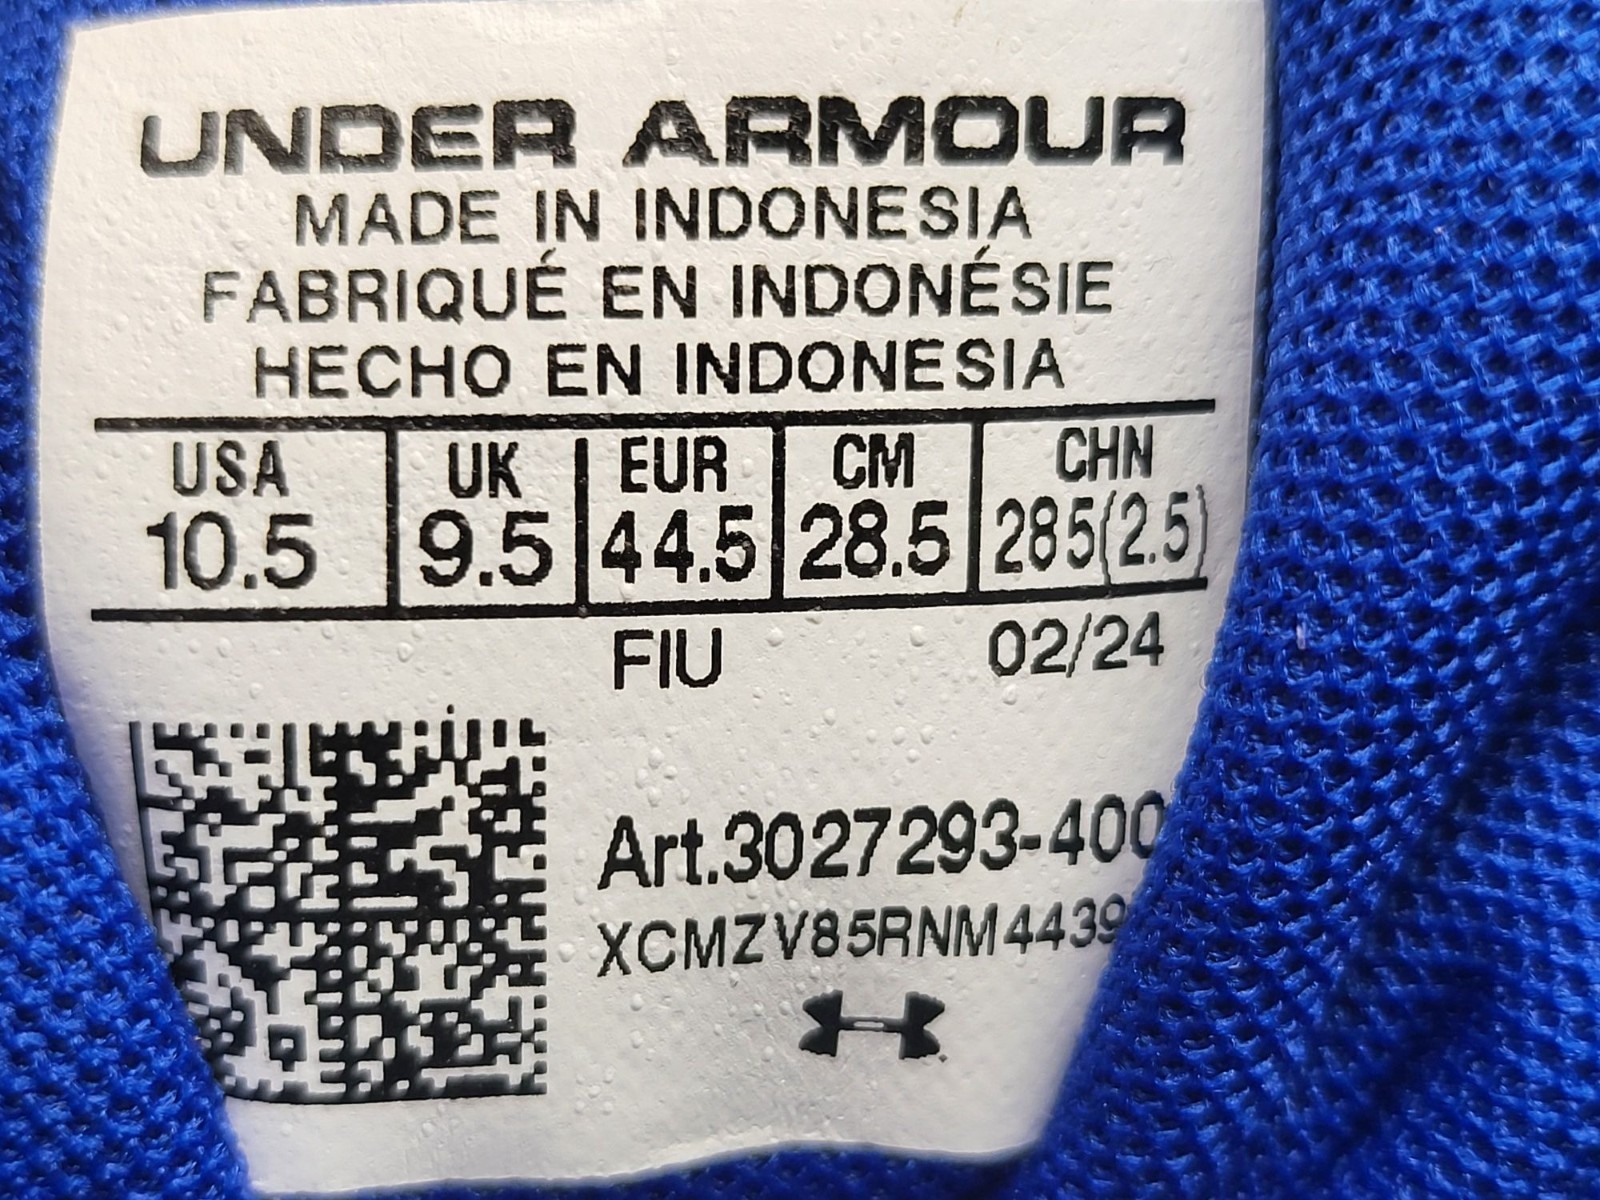 UNDER ARMOUR
MADE IN INDONESIA
FABRIQUÉ EN INDONÉSIE
HECHO EN INDONESIA
USA UK EUR CM CHN
10.5 9.5 44.5 28.5 285(2.5)
FIU 02/24
Art.3027293-400